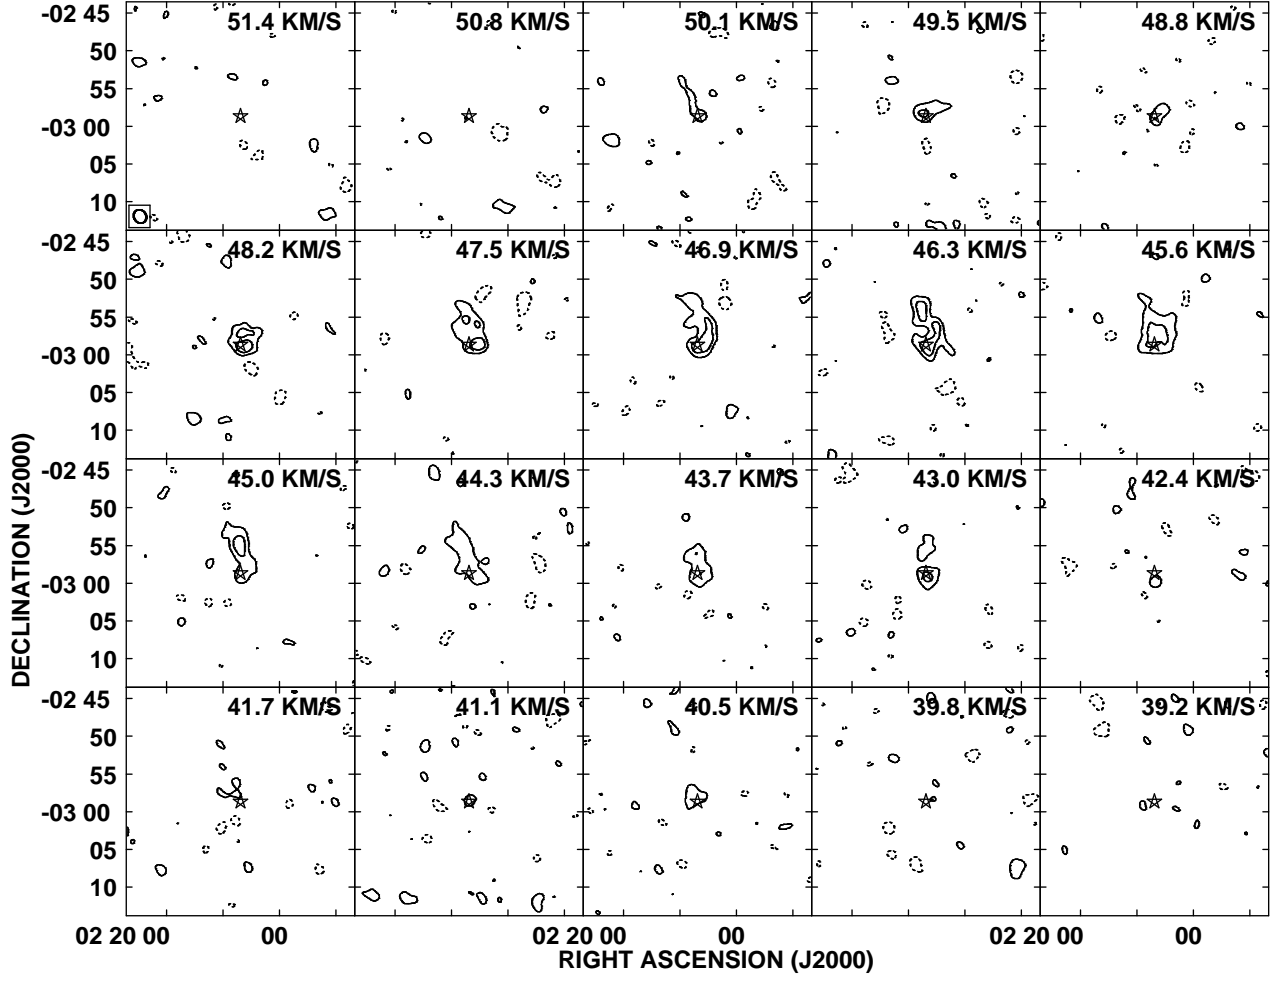 -02 45 51.4 KM/S 50.8 KM/S 50.1 KM/S 49.5 KM/S 48.8 KM/S
50
55
-03 00
05
10
-02 45 48.2 KM/S 47.5 KM/S 46.9 KM/S 46.3 KM/S 45.6 KM/S
50
55
-03 00
05
10
DECLINATION (J2000)
-02 45 45.0 KM/S 44.3 KM/S 43.7 KM/S 43.0 KM/S 42.4 KM/S
50
55
-03 00
05
10
-02 45 41.7 KM/S 41.1 KM/S 40.5 KM/S 39.8 KM/S 39.2 KM/S
50
55
-03 00
05
10
02 20 00 00 02 20 00 00 02 20 00 00
RIGHT ASCENSION (J2000)